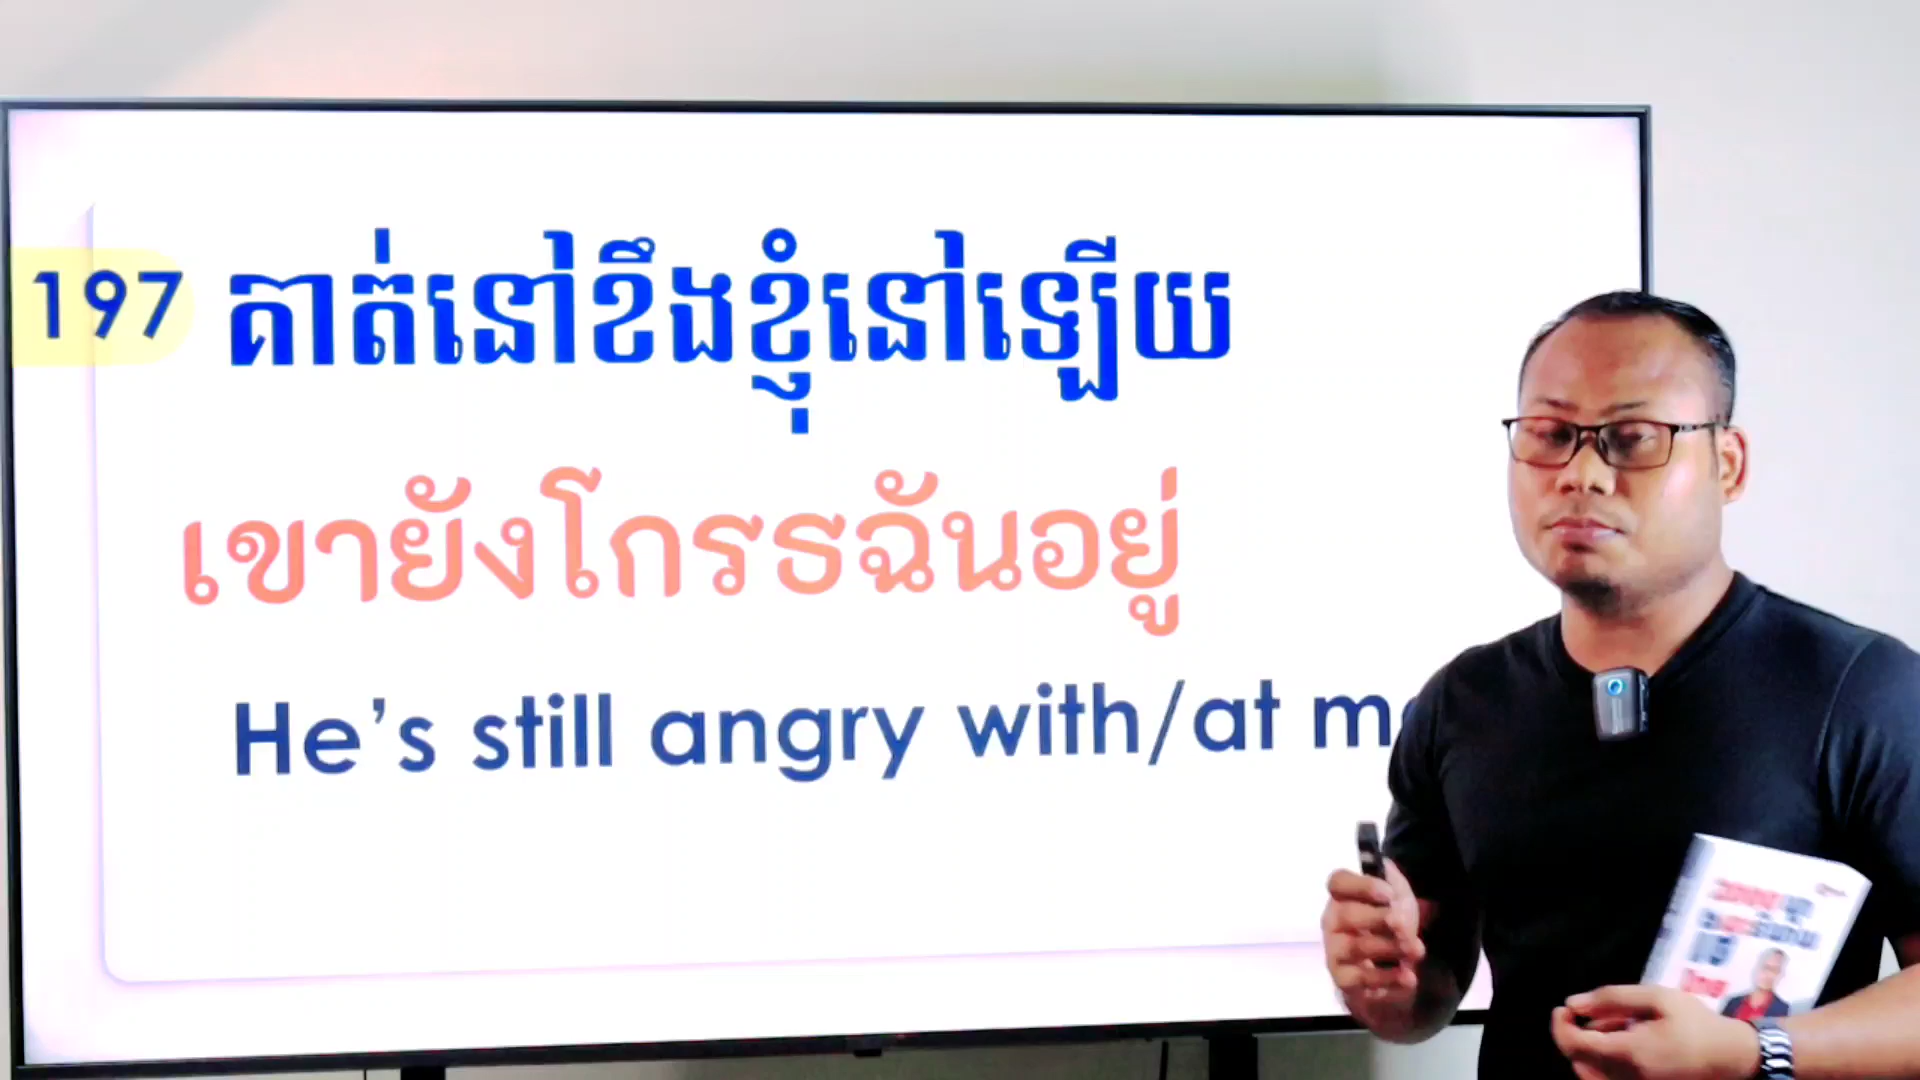 197 គាត់នៅខឹងខ្ញុំនៅឡើយ
เขายังโกรธฉันอยู่
He's still angry with/at